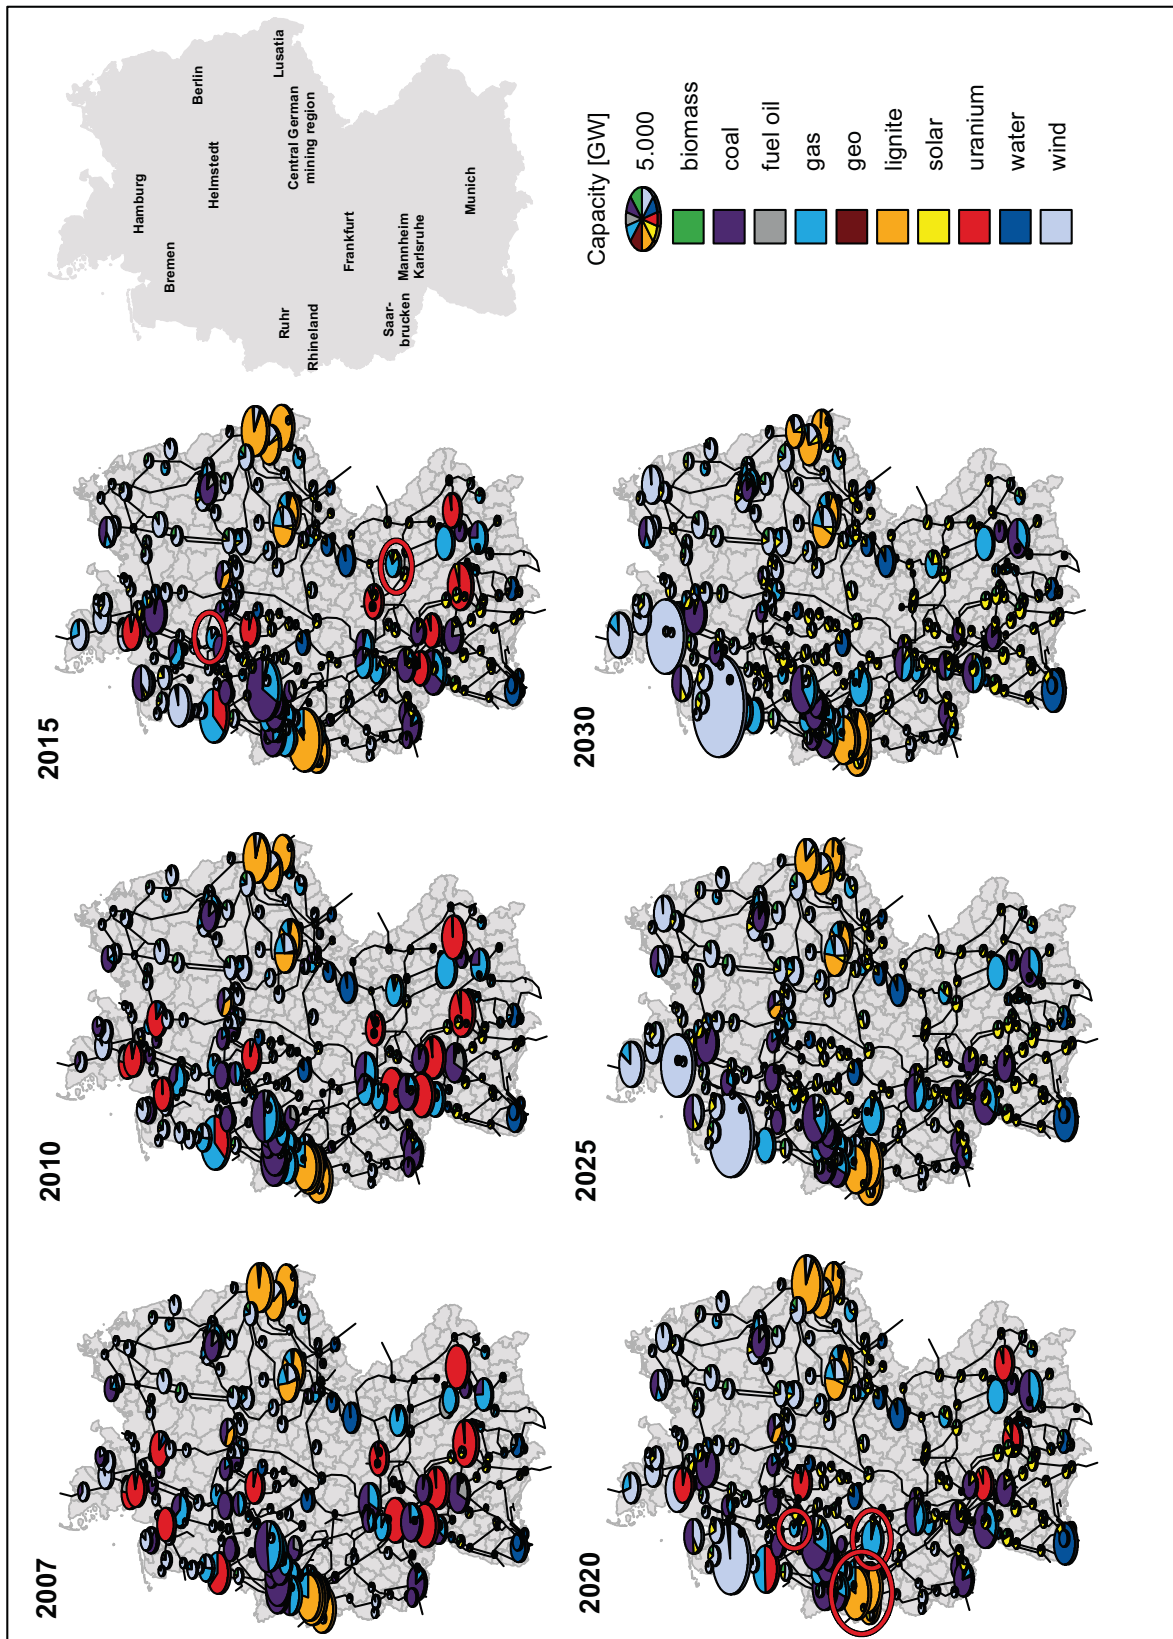 2007
2010
2015
Hamburg
Bremen
Berlin
Helmstedt
Lusatia
Central German
mining region
Ruhr
Rhineland
Frankfurt
Saar-
brucken
Mannheim
Karlsruhe
Munich
2020
2025
2030
Capacity [GW]
5.000
biomass
coal
fuel oil
gas
geo
lignite
solar
uranium
water
wind